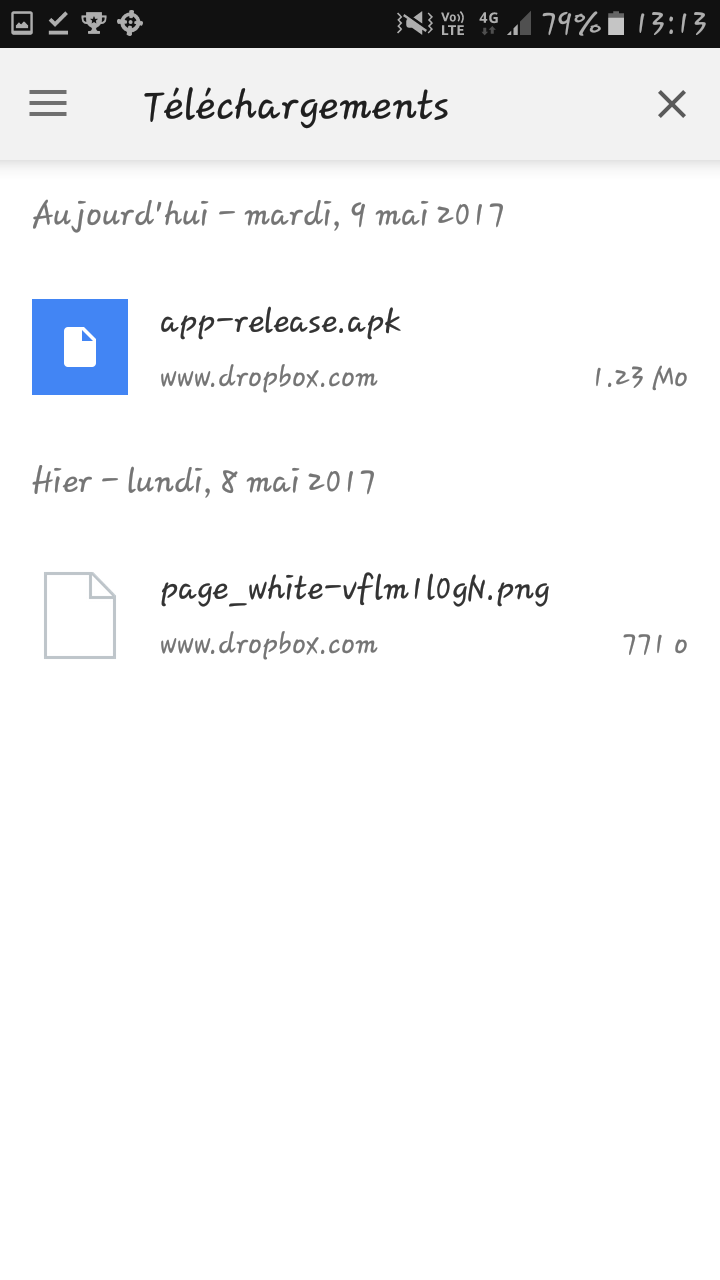 Vo)) LTE 4G 79% 13:13
Téléchargements
Aujourd'hui – mardi, 9 mai 2017
app-release.apk
www.dropbox.com 1.23 Mo
Hier – lundi, 8 mai 2017
page_white-vflm1l0gN.png
www.dropbox.com 771 o